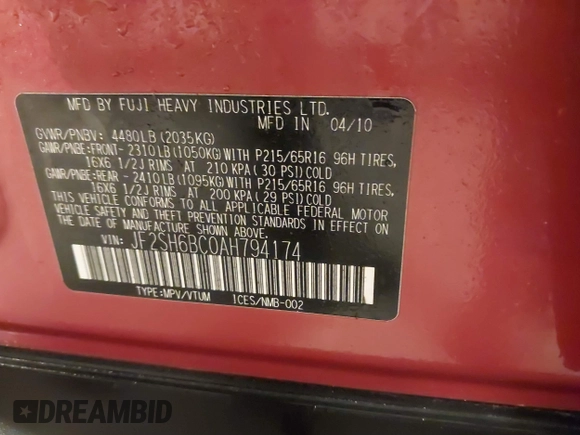 MFD BY FUJI HEAVY INDUSTRIES LTD.
MFD IN 04/10
GVWR/PNBV: 4480LB(2035KG)
GAWR/PNBE:FRONT- 2310LB(1050KG)WITH P215/65R16 96H TIRES,
16X6 1/2J RIMS AT 210 KPA(30 PSI)COLD
GAWR/PNBE:REAR - 2410LB(1095KG)WITH P215/65R16 96H TIRES,
16X6 1/2J RIMS AT 200 KPA(29 PSI)COLD
THIS VEHICLE CONFORMS TO ALL APPLICABLE FEDERAL MOTOR
VEHICLE SAFETY AND THEFT PREVENTION STANDARDS IN EFFECT
ON THE DATE OF MANUFACTURE SHOWN ABOVE.
VIN: JF2SH6BC0AH794174
TYPE:MPV/VTUM ICES/NMB-002
DREAMBID